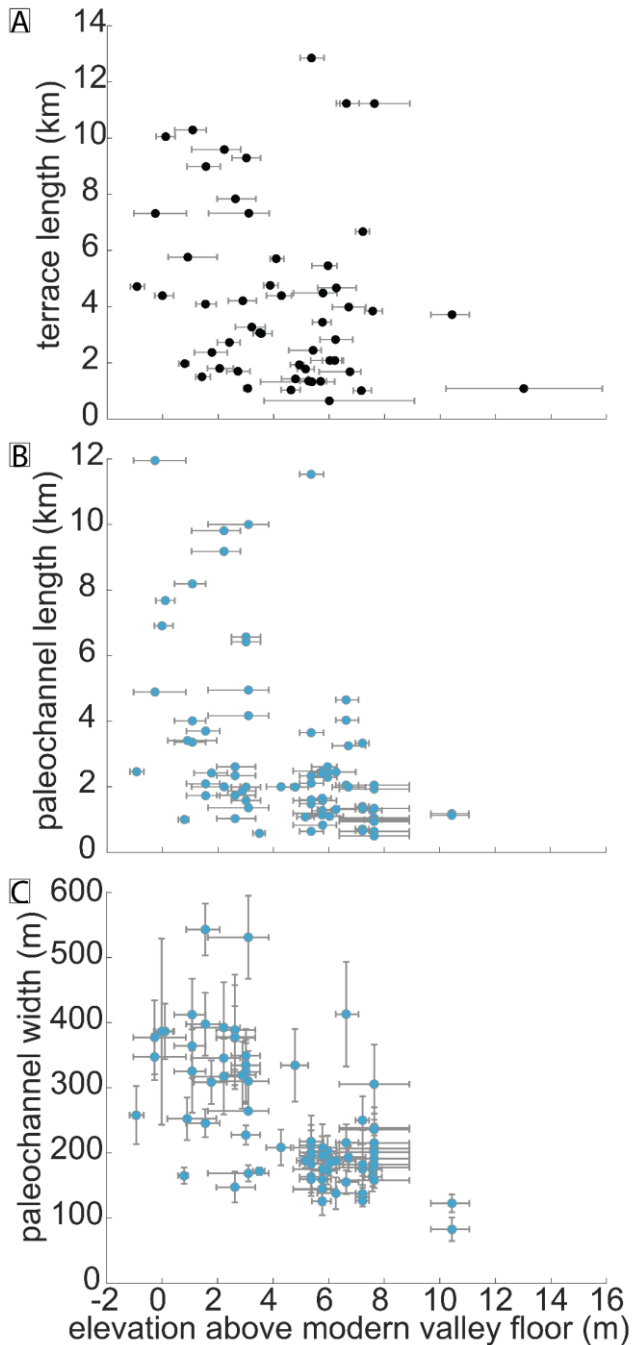 A
14
12
10
8
6
4
2
0
terrace length (km)
B
12
10
8
6
4
2
0
paleochannel length (km)
C
600
500
400
300
200
100
0
paleochannel width (m)
-2 0 2 4 6 8 10 12 14 16
elevation above modern valley floor (m)